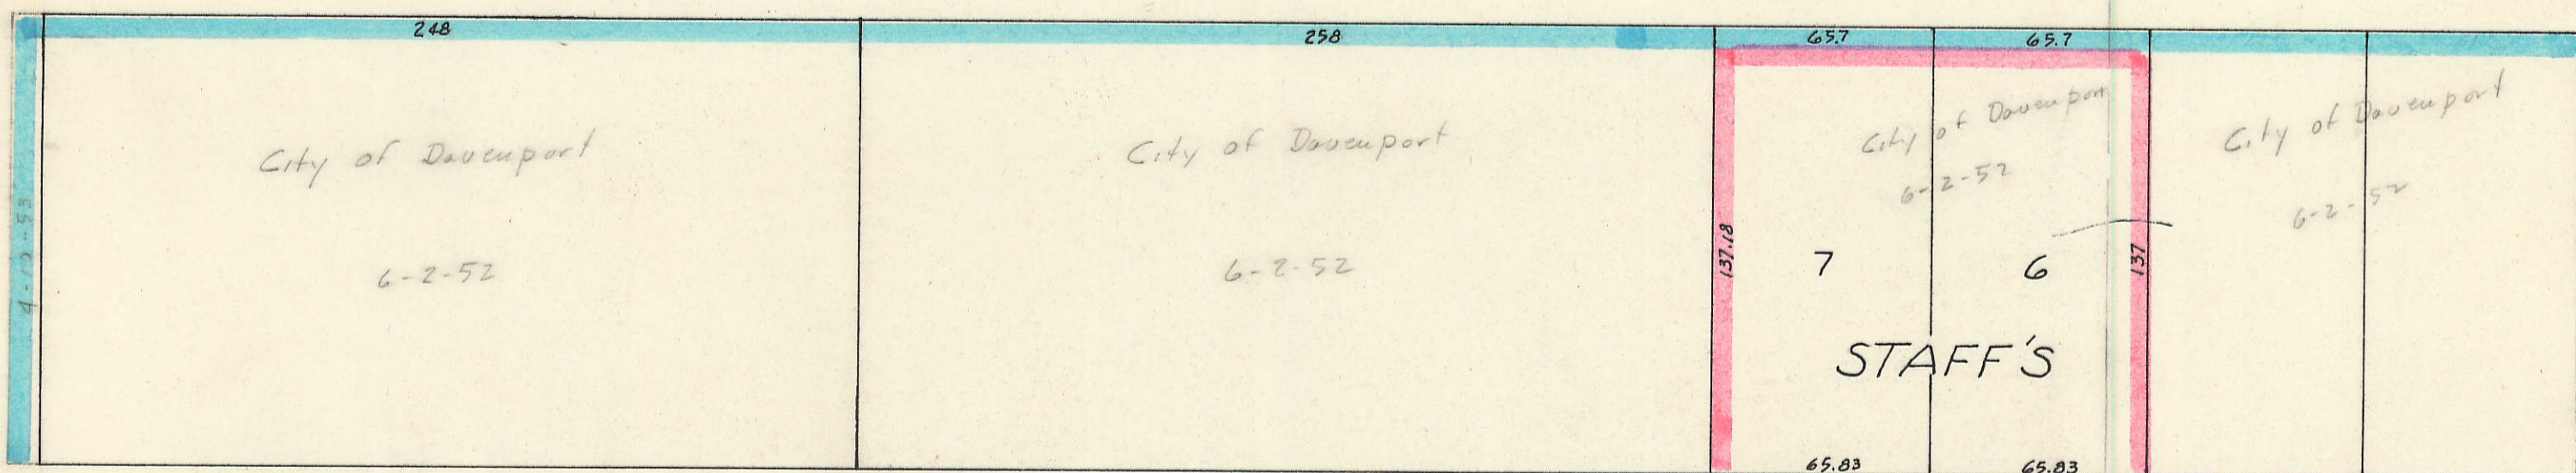 248
258
65.7
65.7
City of Davenport
6-2-52
City of Davenport
6-2-52
City of Davenport
6-2-52
City of Davenport
6-2-52
137.18
7
6
137
STAFF'S
65.83
65.83